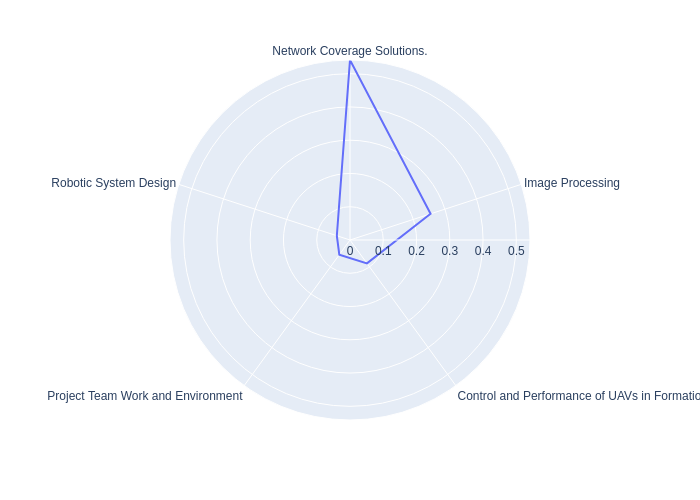 Network Coverage Solutions.
Robotic System Design
Image Processing
0 0.1 0.2 0.3 0.4 0.5
Project Team Work and Environment
Control and Performance of UAVs in Formatio